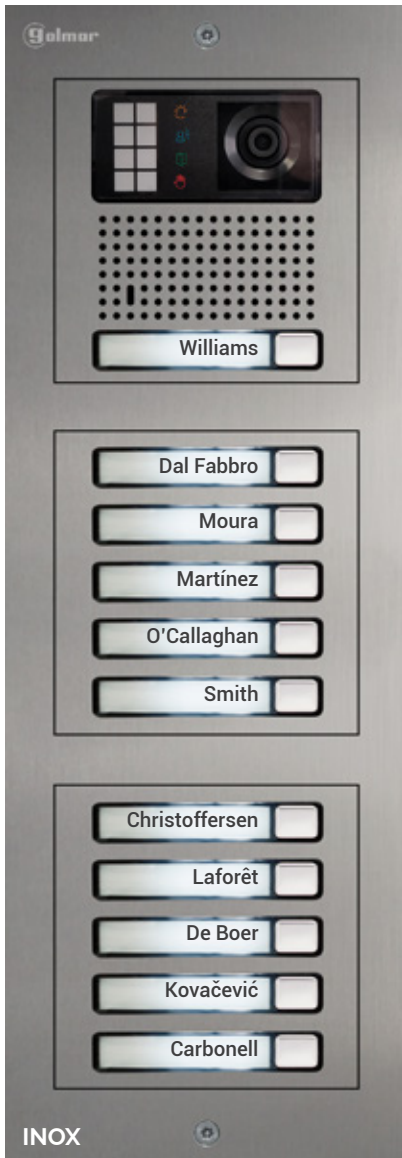 golmar
Williams
Dal Fabbro
Moura
Martínez
O'Callaghan
Smith
Christoffersen
Laforêt
De Boer
Kovačević
Carbonell
INOX